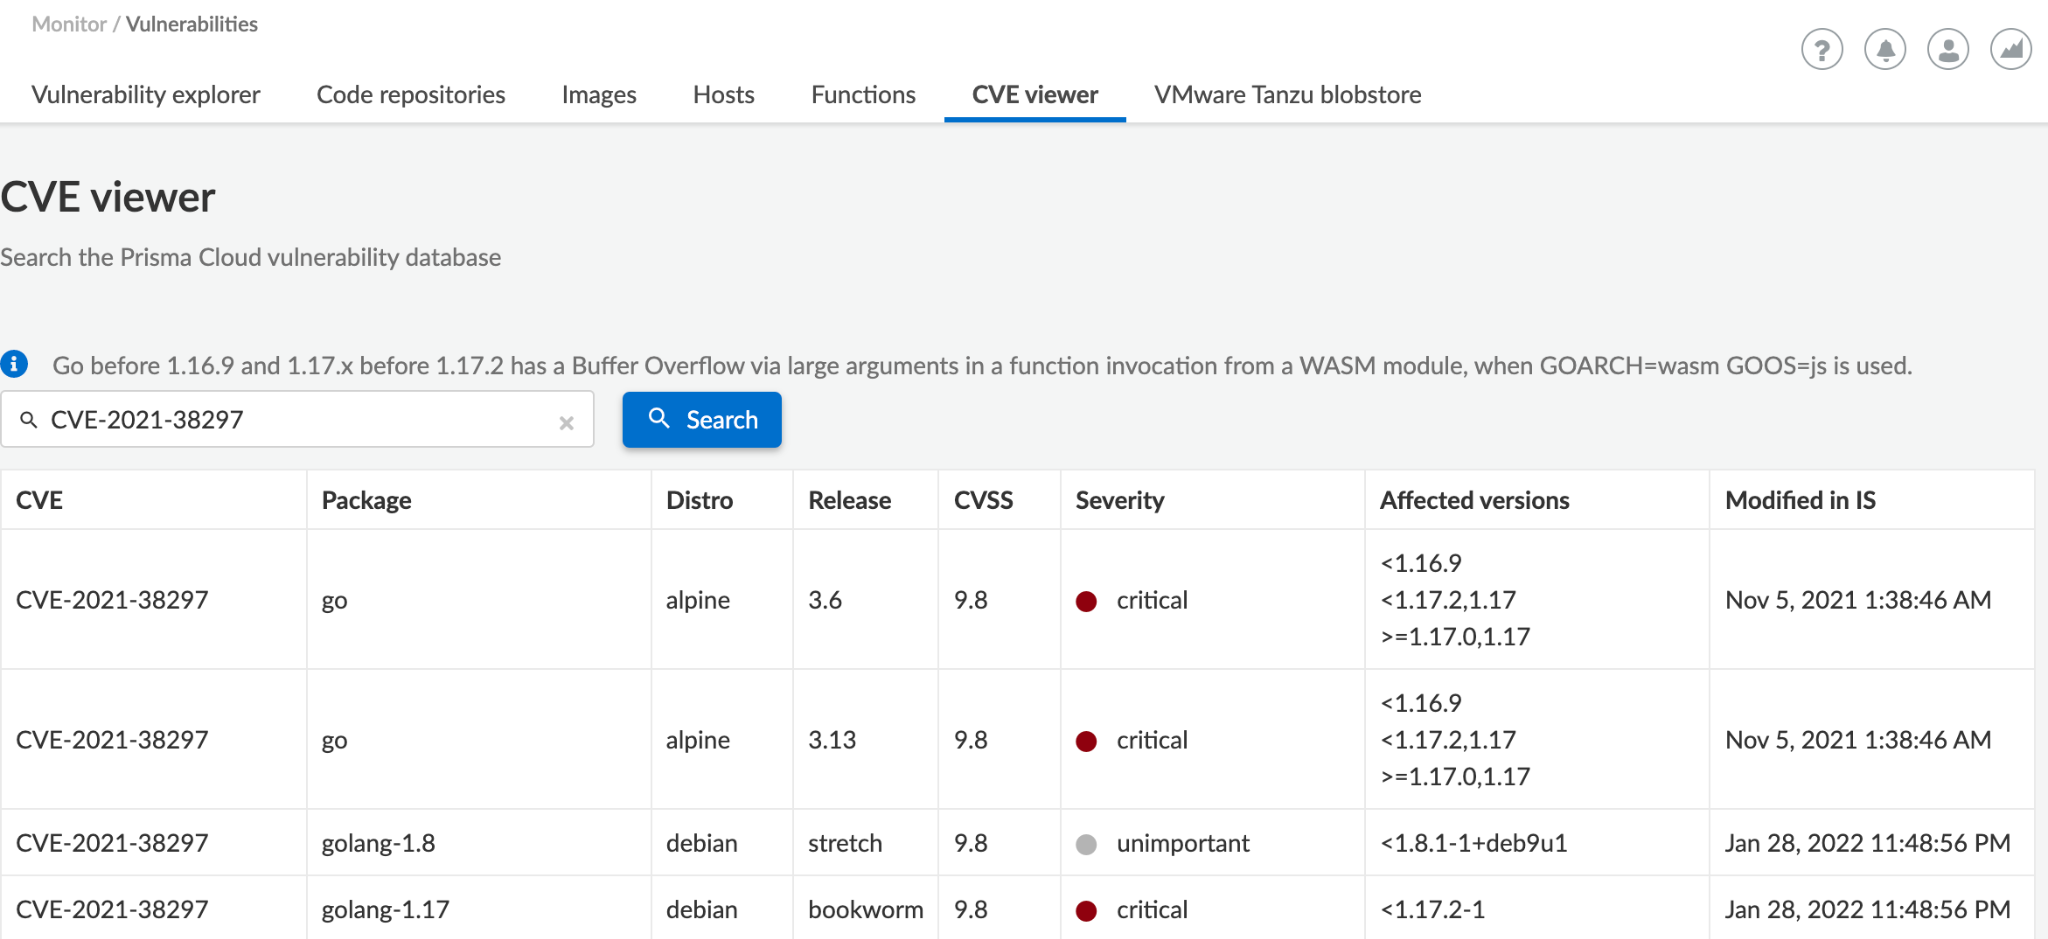 Monitor / Vulnerabilities
Vulnerability explorer Code repositories Images Hosts Functions CVE viewer VMware Tanzu blobstore
CVE viewer
Search the Prisma Cloud vulnerability database
Go before 1.16.9 and 1.17.x before 1.17.2 has a Buffer Overflow via large arguments in a function invocation from a WASM module, when GOARCH=wasm GOOS=js is used.
CVE-2021-38297 Search
CVE Package Distro Release CVSS Severity Affected versions Modified in IS
<1.16.9
CVE-2021-38297 go alpine 3.6 9.8 critical <1.17.2,1.17 Nov 5, 2021 1:38:46 AM
>=1.17.0,1.17
<1.16.9
CVE-2021-38297 go alpine 3.13 9.8 critical <1.17.2,1.17 Nov 5, 2021 1:38:46 AM
>=1.17.0,1.17
CVE-2021-38297 golang-1.8 debian stretch 9.8 unimportant <1.8.1-1+deb9u1 Jan 28, 2022 11:48:56 PM
CVE-2021-38297 golang-1.17 debian bookworm 9.8 critical <1.17.2-1 Jan 28, 2022 11:48:56 PM